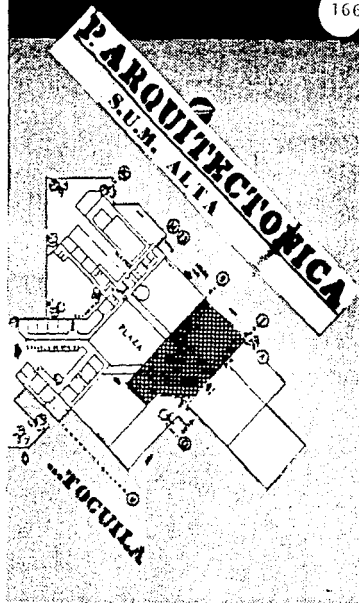 166
P. ARQUITECTONICA
S.U.M. ALTA
PLAZA
...TOCUILA